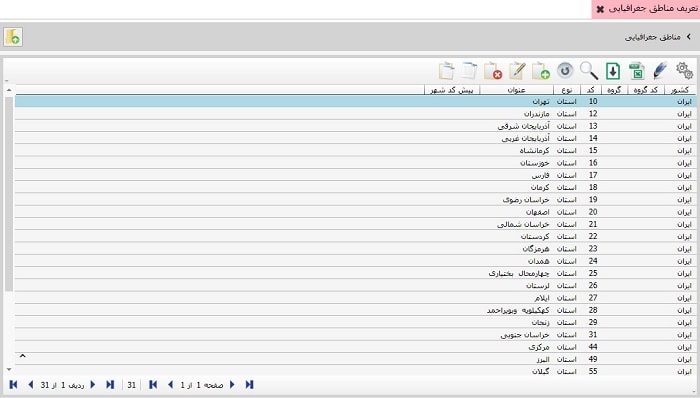 تعریف مناطق جغرافیایی
مناطق جغرافیایی
کشور کد گروه گروه کد نوع عنوان پیش کد شهر
ایران 10 استان تهران
ایران 12 استان مازندران
ایران 13 استان آذربایجان شرقی
ایران 14 استان آذربایجان غربی
ایران 15 استان کرمانشاه
ایران 16 استان خوزستان
ایران 17 استان فارس
ایران 18 استان کرمان
ایران 19 استان خراسان رضوی
ایران 20 استان اصفهان
ایران 21 استان خراسان شمالی
ایران 22 استان کردستان
ایران 23 استان هرمزگان
ایران 24 استان همدان
ایران 25 استان چهارمحال بختیاری
ایران 26 استان لرستان
ایران 27 استان ایلام
ایران 28 استان کهکیلویه وبویراحمد
ایران 29 استان زنجان
ایران 31 استان خراسان جنوبی
ایران 44 استان مرکزی
ایران 49 استان البرز
ایران 55 استان گیلان
صفحه 1 از 1 31 ردیف 1 از 31